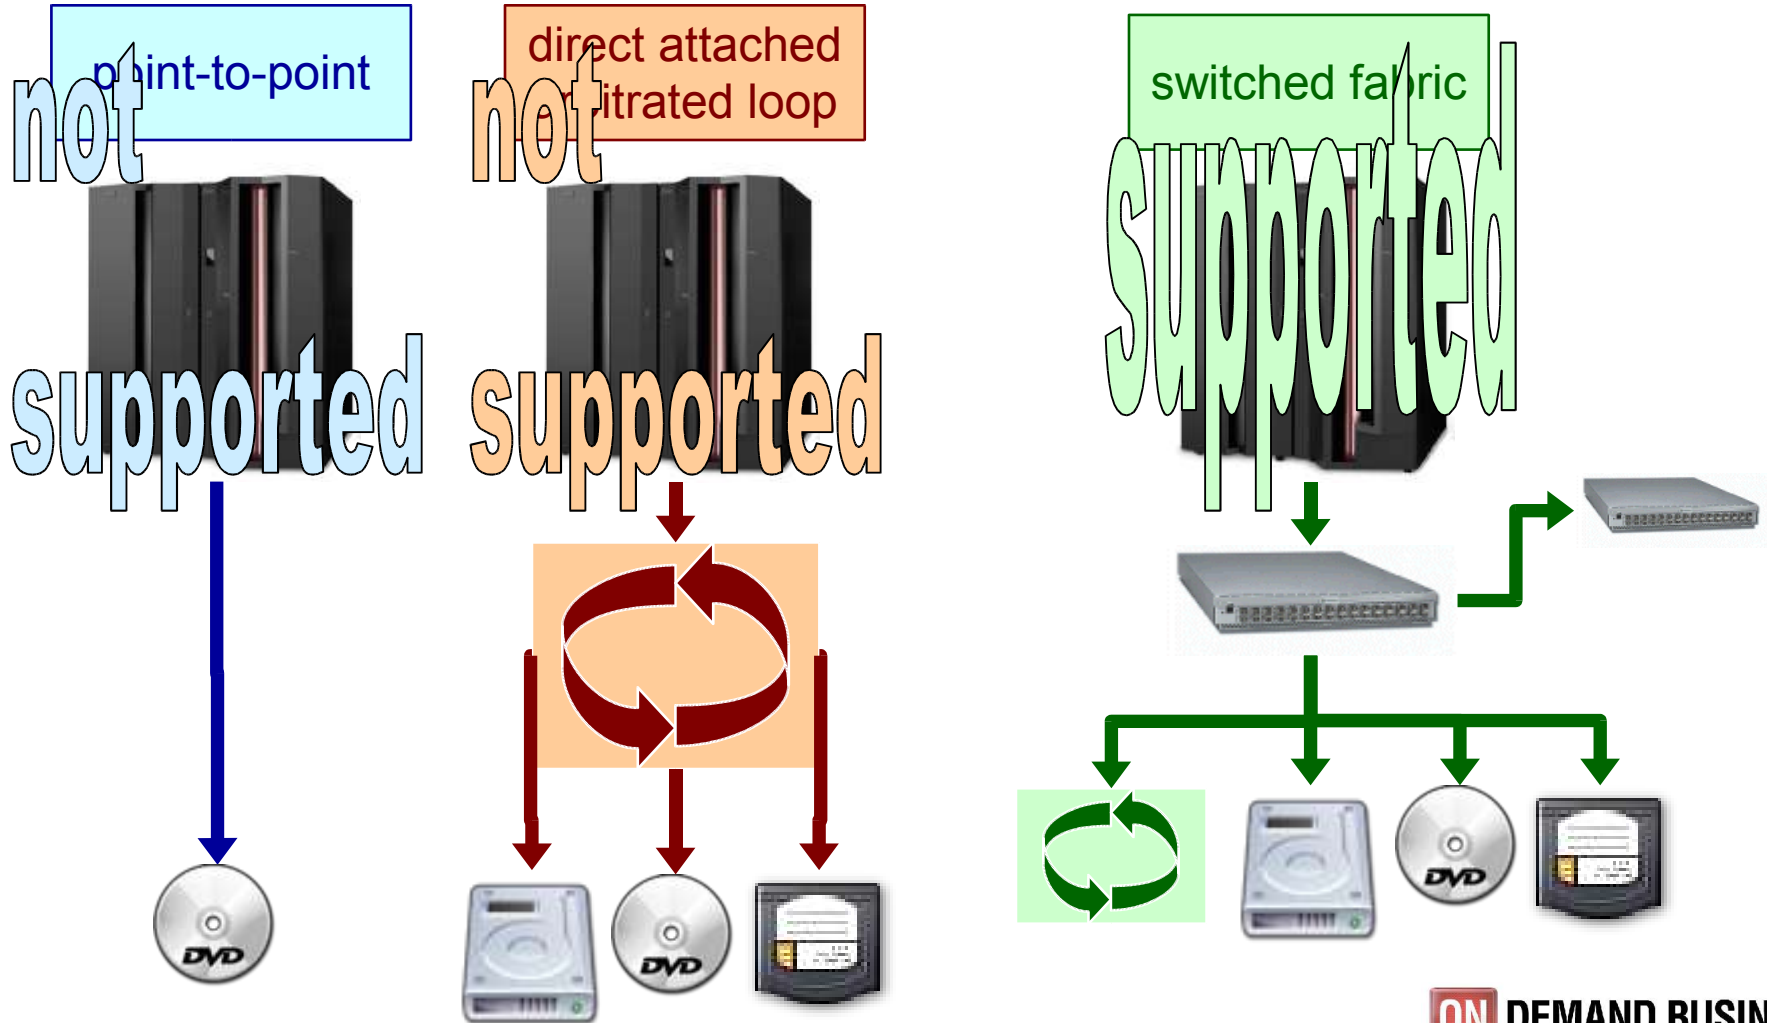 point-to-point
not
supported
direct attached
arbitrated loop
not
supported
switched fabric
supported
DVD
DVD
DVD
ON DEMAND BUSIN